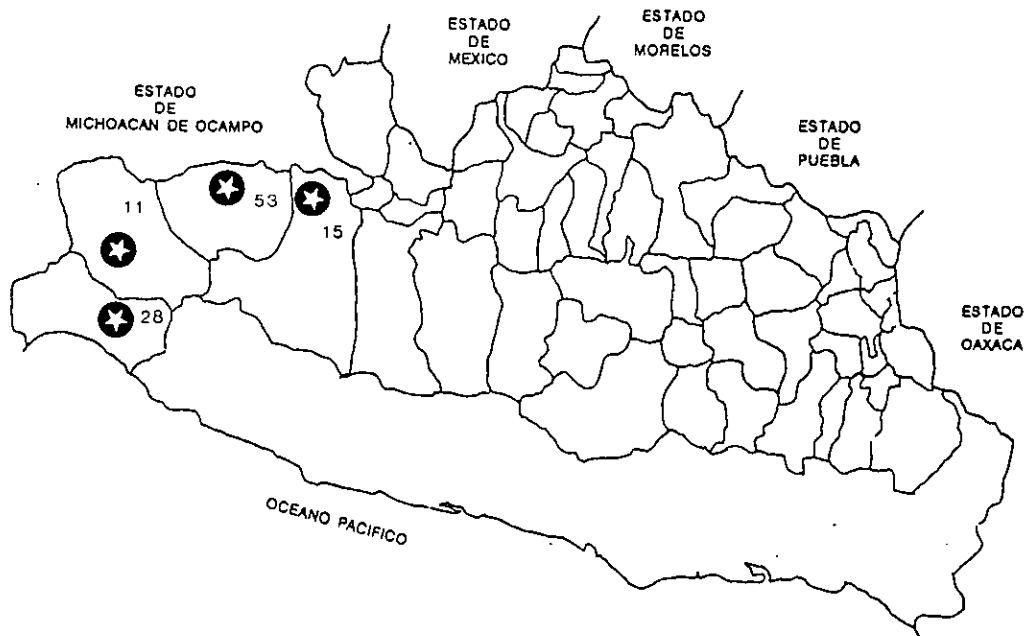 ESTADO
DE
MEXICO
ESTADO
DE
MORELOS
ESTADO
DE
MICHOACAN DE OCAMPO
ESTADO
DE
PUEBLA
11
53
15
28
ESTADO
DE
OAXACA
OCEANO PACIFICO